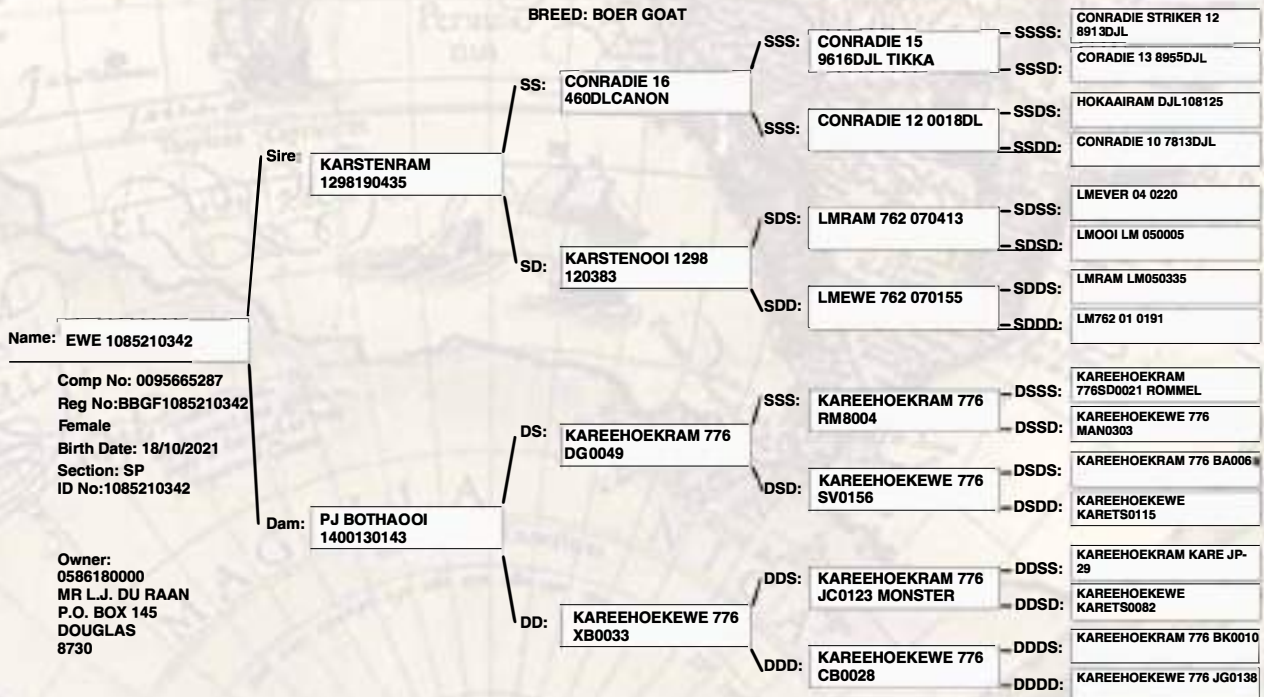 BREED: BOER GOAT
Name: EWE 1085210342
Comp No: 0095665287
Reg No:BBGF1085210342
Female
Birth Date: 18/10/2021
Section: SP
ID No:1085210342
Owner:
0586180000
MR L.J. DU RAAN
P.O. BOX 145
DOUGLAS
8730
Sire: KARSTENRAM
1298190435
Dam: PJ BOTHAOOI
1400130143
SS: CONRADIE 16
460DLCANON
SD: KARSTENOOI 1298
120383
DS: KAREEHOEKRAM 776
DG0049
DD: KAREEHOEKEWE 776
XB0033
SSS: CONRADIE 15
9616DJL TIKKA
SSS: CONRADIE 12 0018DL
SDS: LMRAM 762 070413
SDD: LMEWE 762 070155
SSS: KAREEHOEKRAM 776
RM8004
DSD: KAREEHOEKEWE 776
SV0156
DDS: KAREEHOEKRAM 776
JC0123 MONSTER
DDD: KAREEHOEKEWE 776
CB0028
SSSS: CONRADIE STRIKER 12
8913DJL
SSSD: CORADIE 13 8955DJL
SSDS: HOKAAIRAM DJL108125
SSDD: CONRADIE 10 7813DJL
SDSS: LMEVER 04 0220
SDSD: LMOOI LM 050005
SDDS: LMRAM LM050335
SDDD: LM762 01 0191
DSSS: KAREEHOEKRAM
776SD0021 ROMMEL
DSSD: KAREEHOEKEWE 776
MAN0303
DSDS: KAREEHOEKRAM 776
DSDD: KAREEHOEKEWE
KARETS0115
DDSS: KAREEHOEKRAM KARE JP-
29
DDSD: KAREEHOEKEWE
KARETS0082
DDDS: KAREEHOEKRAM 776 BK0010
DDDD: KAREEHOEKEWE 776 JG0138